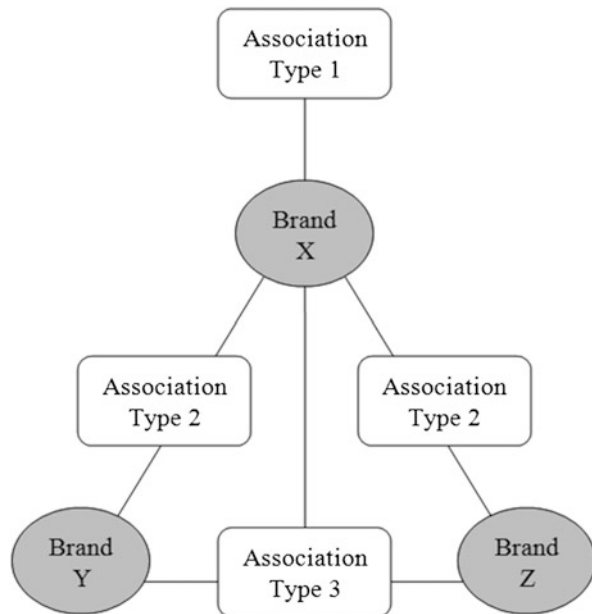 Association
Type 1
Brand
X
Association
Type 2
Association
Type 2
Brand
Y
Association
Type 3
Brand
Z